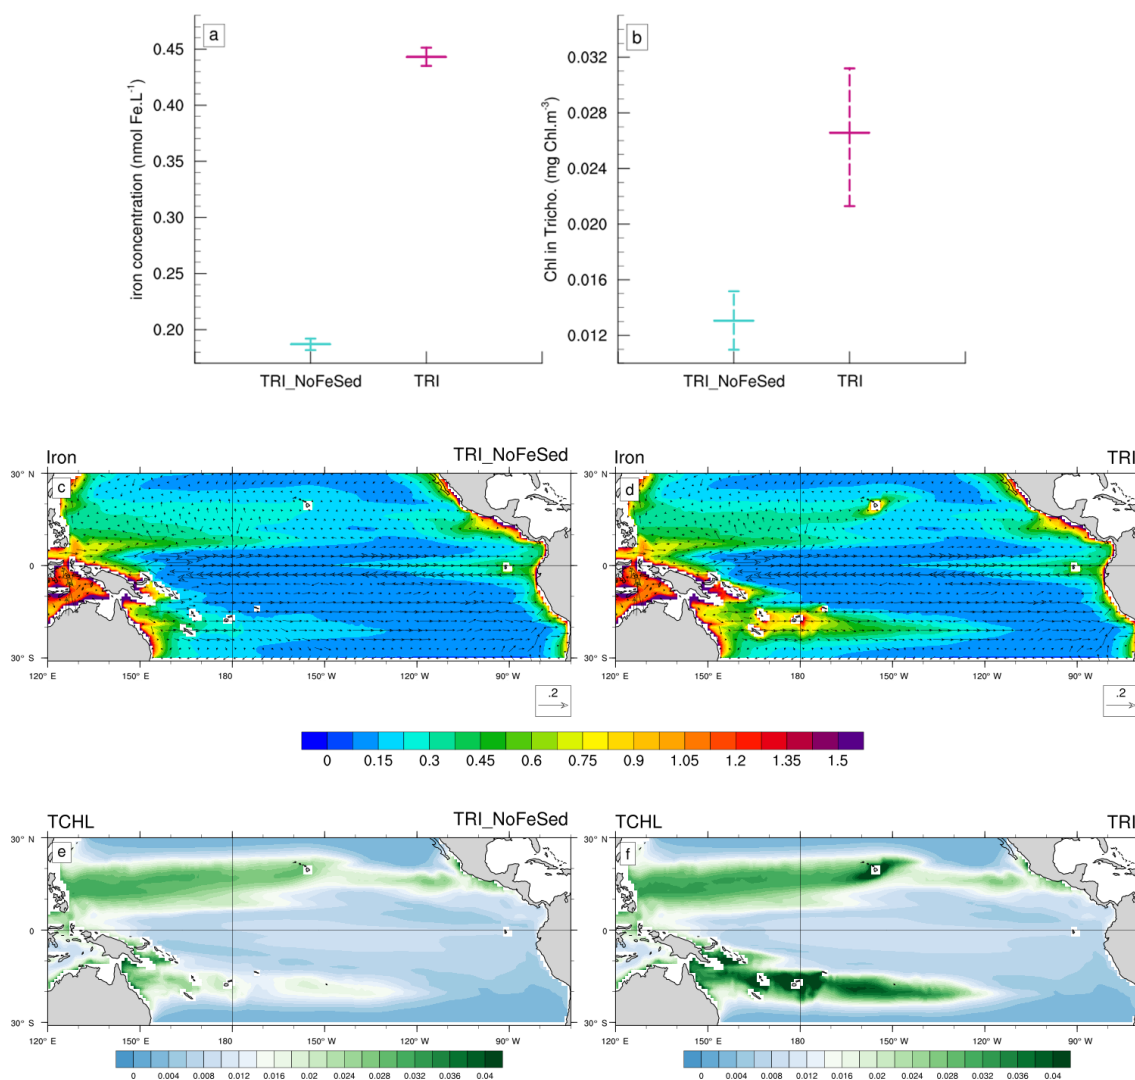 a
iron concentration (nmol Fe.L⁻¹)
0.45
0.40
0.35
0.30
0.25
0.20
TRI_NoFeSed TRI
b
Chl in Tricho. (mg Chl.m⁻³)
0.032
0.028
0.024
0.020
0.016
0.012
TRI_NoFeSed TRI
Iron TRI_NoFeSed
c
30° N
0
30° S
120° E 150° E 180 150° W 120° W 90° W
.2
Iron TRI
d
30° N
0
30° S
120° E 150° E 180 150° W 120° W 90° W
.2
0 0.15 0.3 0.45 0.6 0.75 0.9 1.05 1.2 1.35 1.5
TCHL TRI_NoFeSed
e
30° N
0
30° S
120° E 150° E 180 150° W 120° W 90° W
0 0.004 0.008 0.012 0.016 0.02 0.024 0.028 0.032 0.036 0.04
TCHL TRI
f
30° N
0
30° S
120° E 150° E 180 150° W 120° W 90° W
0 0.004 0.008 0.012 0.016 0.02 0.024 0.028 0.032 0.036 0.04